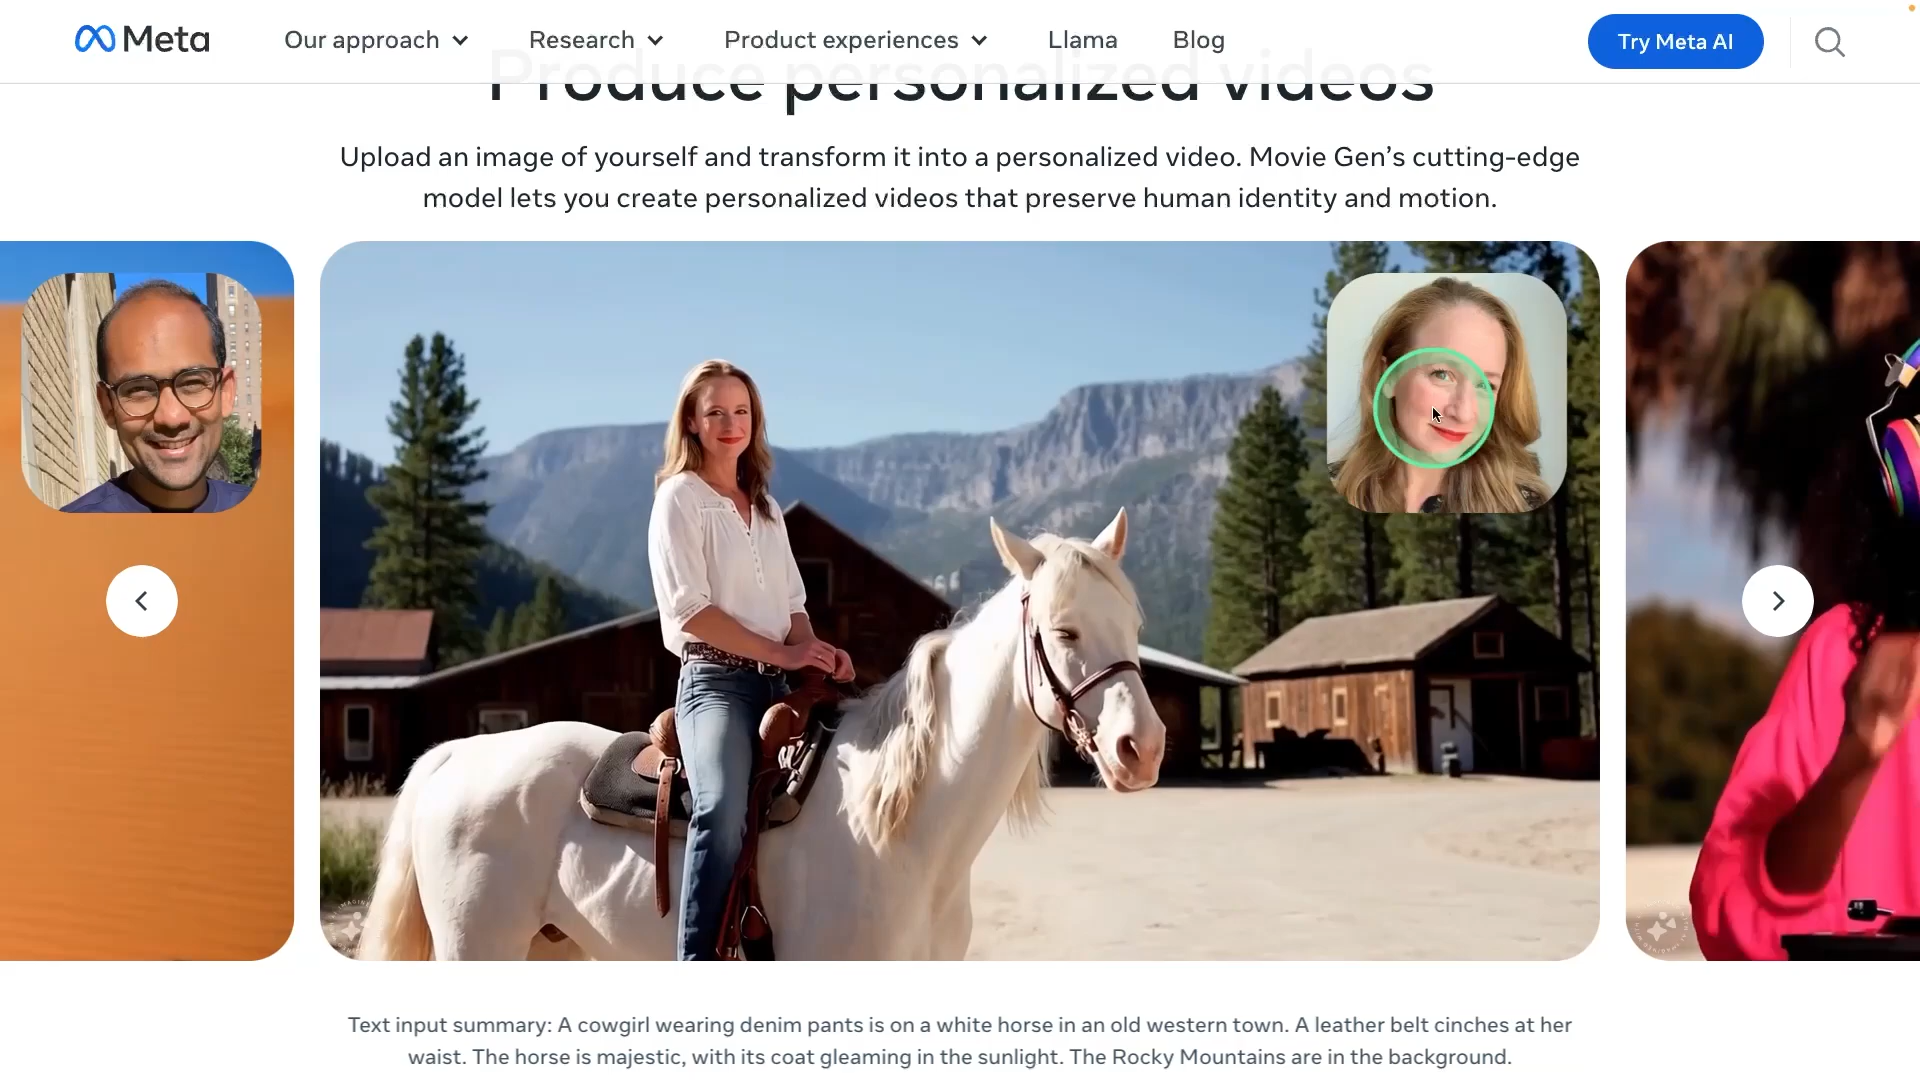 Meta
Our approach
Research
Product experiences
Llama
Blog
Try Meta AI
Produce personalized videos
Upload an image of yourself and transform it into a personalized video. Movie Gen’s cutting-edge
model lets you create personalized videos that preserve human identity and motion.
Text input summary: A cowgirl wearing denim pants is on a white horse in an old western town. A leather belt cinches at her
waist. The horse is majestic, with its coat gleaming in the sunlight. The Rocky Mountains are in the background.